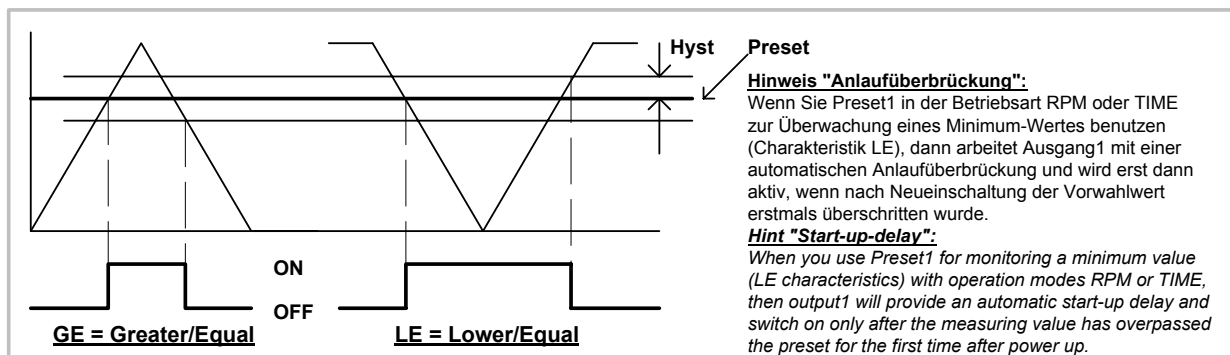 Hyst
Preset
ON
OFF
GE = Greater/Equal
LE = Lower/Equal
Hinweis "Anlaufüberbrückung":
Wenn Sie Preset1 in der Betriebsart RPM oder TIME
zur Überwachung eines Minimum-Wertes benutzen
(Charakteristik LE), dann arbeitet Ausgang1 mit einer
automatischen Anlaufüberbrückung und wird erst dann
aktiv, wenn nach Neueinschaltung der Vorwahlwert
erstmals überschritten wurde.
Hint "Start-up-delay":
When you use Preset1 for monitoring a minimum value
(LE characteristics) with operation modes RPM or TIME,
then output1 will provide an automatic start-up delay and
switch on only after the measuring value has overpassed
the preset for the first time after power up.